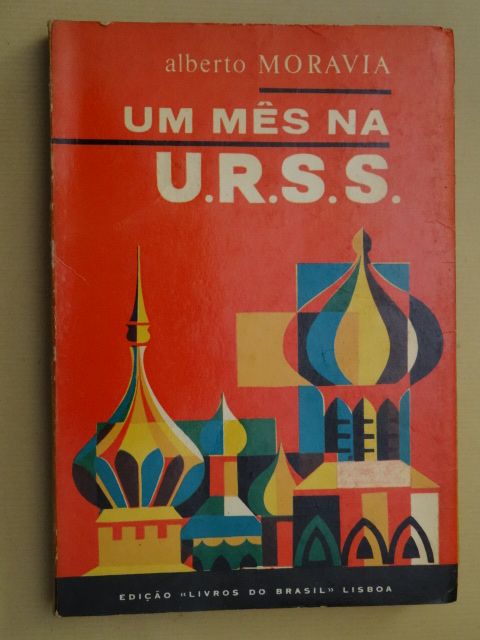 alberto MORAVIA
UM MÊS NA
U.R.S.S.
EDIÇÃO "LIVROS DO BRASIL" LISBOA